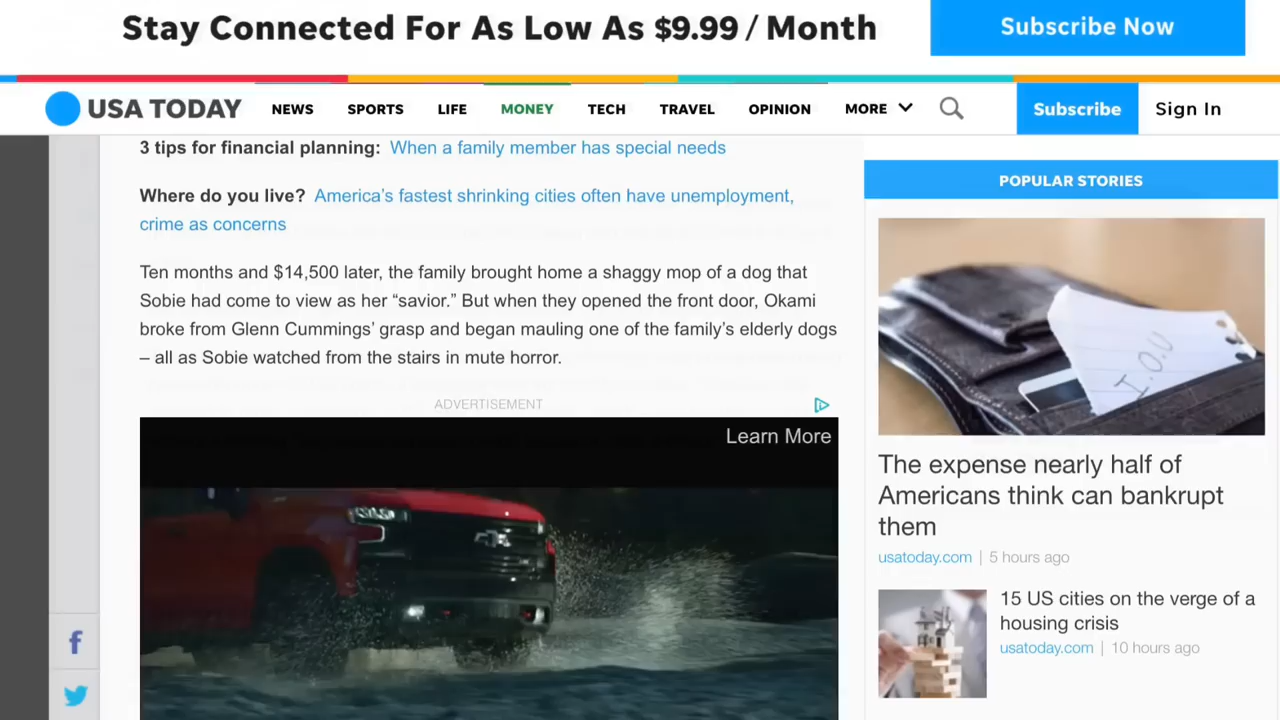 Stay Connected For As Low As $9.99 / Month
Subscribe Now
USA TODAY
NEWS
SPORTS
LIFE
MONEY
TECH
TRAVEL
OPINION
MORE
Subscribe
Sign In
3 tips for financial planning: When a family member has special needs
Where do you live? America’s fastest shrinking cities often have unemployment,
crime as concerns
Ten months and $14,500 later, the family brought home a shaggy mop of a dog that
Sobie had come to view as her “savior.” But when they opened the front door, Okami
broke from Glenn Cummings’ grasp and began mauling one of the family’s elderly dogs
– all as Sobie watched from the stairs in mute horror.
ADVERTISEMENT
Learn More
POPULAR STORIES
I.O.U
The expense nearly half of
Americans think can bankrupt
them
usatoday.com | 5 hours ago
15 US cities on the verge of a
housing crisis
usatoday.com | 10 hours ago